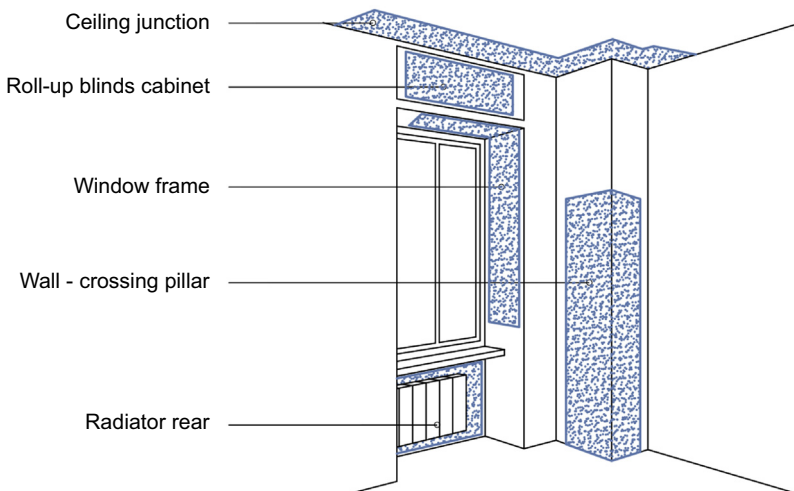 Ceiling junction
Roll-up blinds cabinet
Window frame
Wall - crossing pillar
Radiator rear